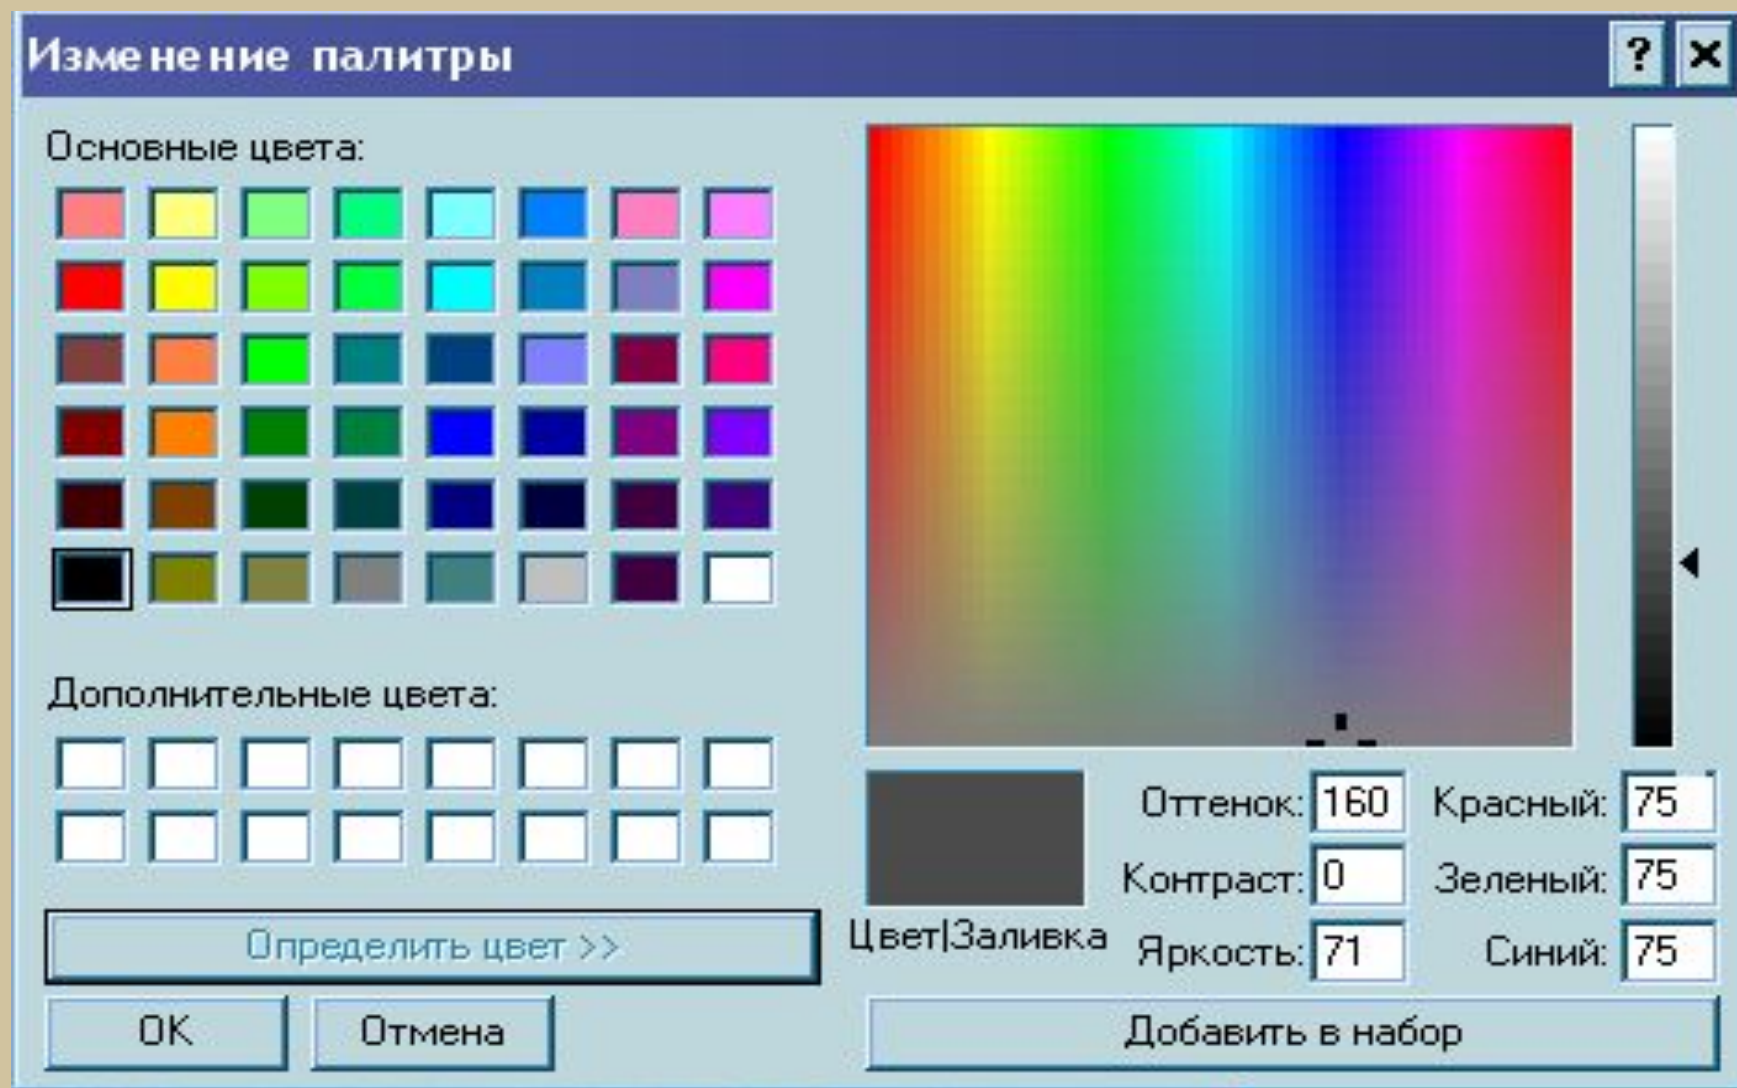 Изменение палитры
?
Основные цвета:
Дополнительные цвета:
Определить цвет >>
OK Отмена
Цвет|Заливка
Оттенок: 160 Красный: 75
Контраст: 0 Зеленый: 75
Яркость: 71 Синий: 75
Добавить в набор